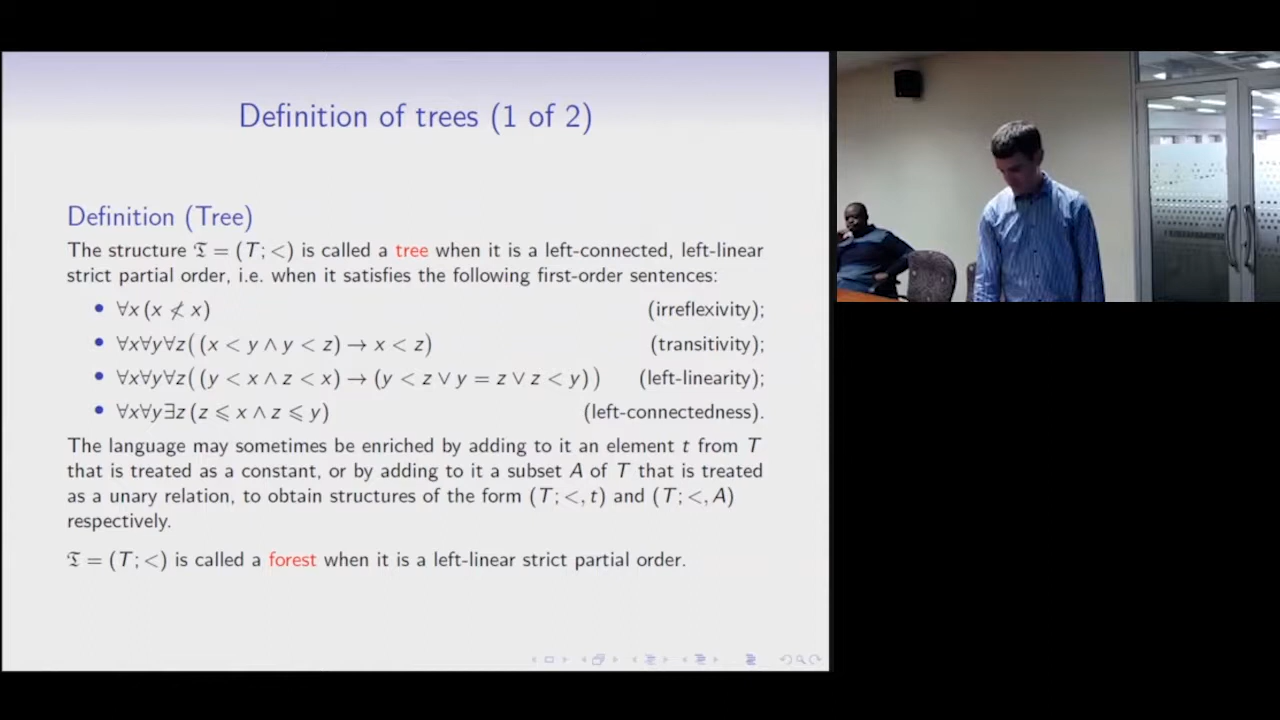 Definition of trees (1 of 2)
Definition (Tree)
The structure 𝔗 = (T; <) is called a tree when it is a left-connected, left-linear
strict partial order, i.e. when it satisfies the following first-order sentences:
• ∀x (x ≮ x) (irreflexivity);
• ∀x∀y∀z((x < y ∧ y < z) → x < z) (transitivity);
• ∀x∀y∀z((y < x ∧ z < x) → (y < z ∨ y = z ∨ z < y)) (left-linearity);
• ∀x∀y∃z (z ⩽ x ∧ z ⩽ y) (left-connectedness).
The language may sometimes be enriched by adding to it an element t from T
that is treated as a constant, or by adding to it a subset A of T that is treated
as a unary relation, to obtain structures of the form (T; <, t) and (T; <, A)
respectively.
𝔗 = (T; <) is called a forest when it is a left-linear strict partial order.